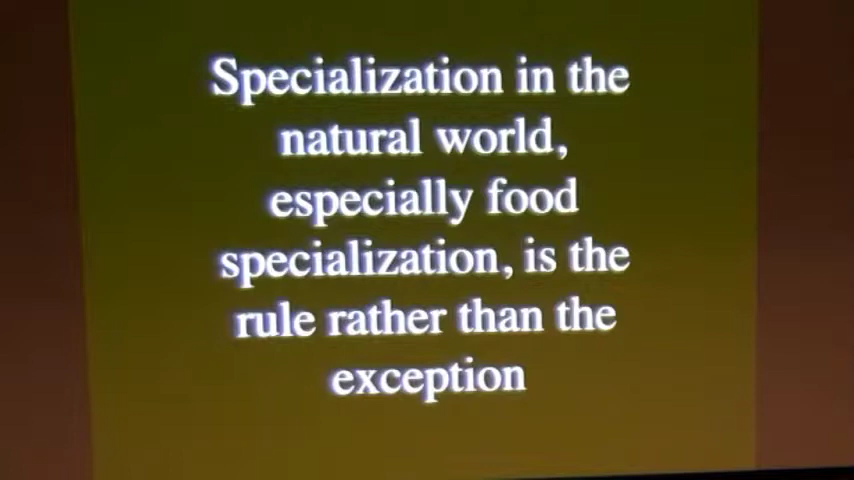 Specialization in the
natural world,
especially food
specialization, is the
rule rather than the
exception